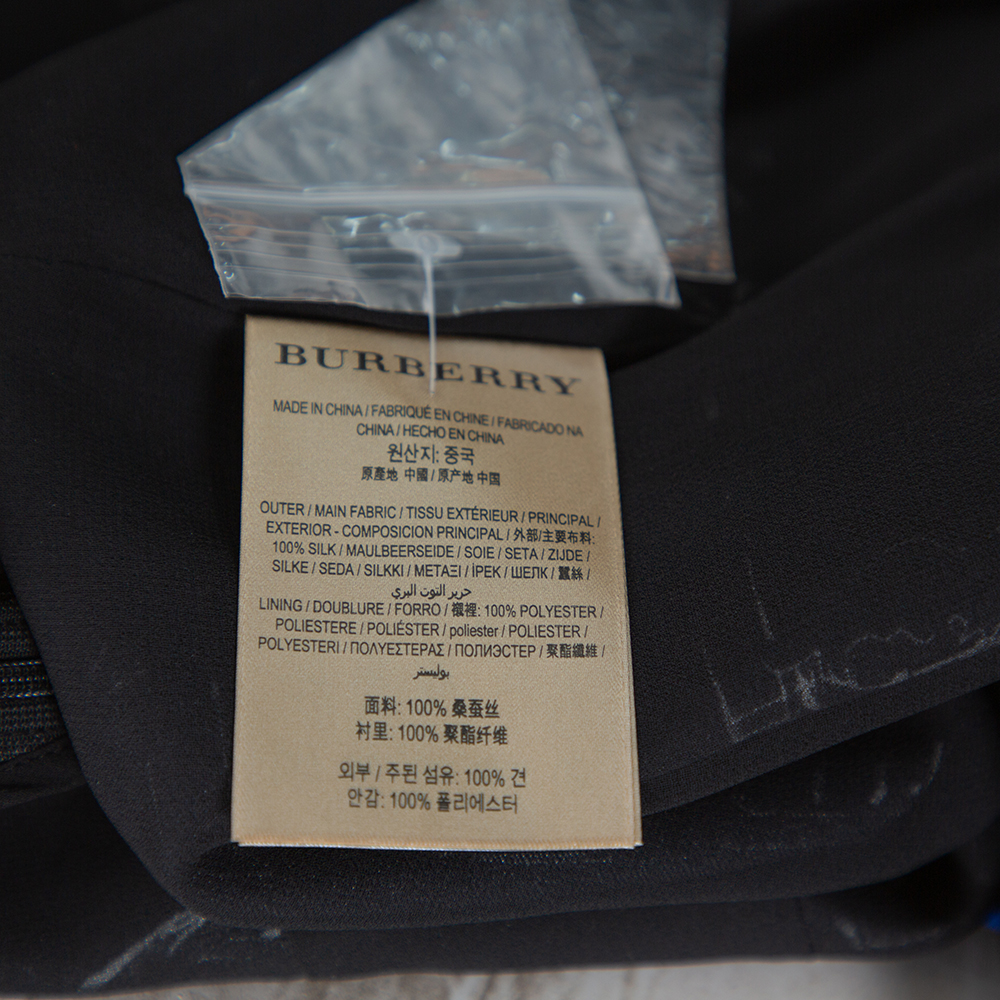 BURBERRY
MADE IN CHINA / FABRIQUÉ EN CHINE / FABRICADO NA
CHINA / HECHO EN CHINA
원산지: 중국
原產地 中國 / 原产地 中国
OUTER / MAIN FABRIC / TISSU EXTÉRIEUR / PRINCIPAL /
EXTERIOR - COMPOSICION PRINCIPAL / 外部/主要布料:
100% SILK / MAULBEERSEIDE / SOIE / SETA / ZIJDE /
SILKE / SEDA / SILKKI / ΜΕΤΑΞΙ / İPEK / ШЕЛК / 蠶絲 /
حرير التوت البري
LINING / DOUBLURE / FORRO / 襯裡: 100% POLYESTER /
POLIESTERE / POLIÉSTER / poliester / POLIESTER /
POLYESTERI / ΠΟΛΥΕΣΤΕΡΑΣ / ПОЛИЭСТЕР / 聚酯纖維 /
بوليستر
面料: 100% 桑蚕丝
衬里: 100% 聚酯纤维
외부 / 주된 섬유: 100% 견
안감: 100% 폴리에스터